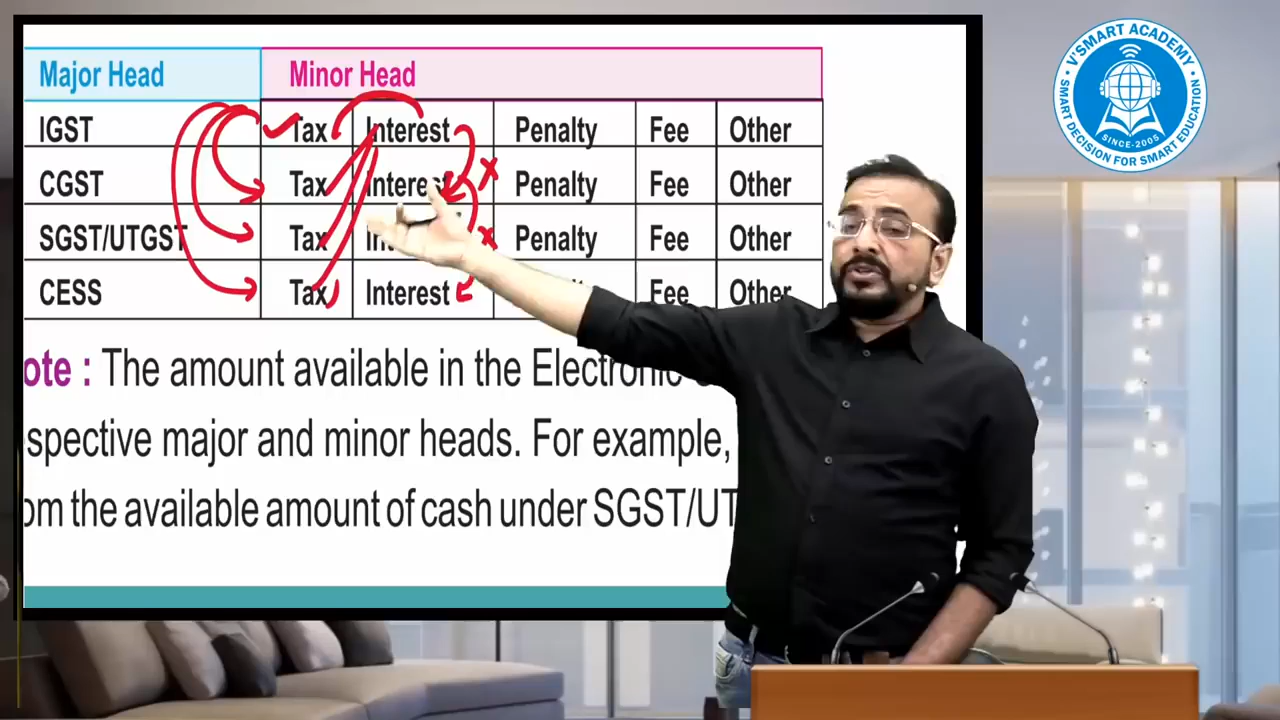 Major Head Minor Head
IGST Tax Interest Penalty Fee Other
CGST Tax Interest Penalty Fee Other
SGST/UTGST Tax Penalty Fee Other
CESS Tax Interest Fee Other
ote : The amount available in the Electronic
spective major and minor heads. For example,
om the available amount of cash under SGST/UT
V'SMART ACADEMY
SINCE-2005
SMART DECISION FOR SMART EDUCATION